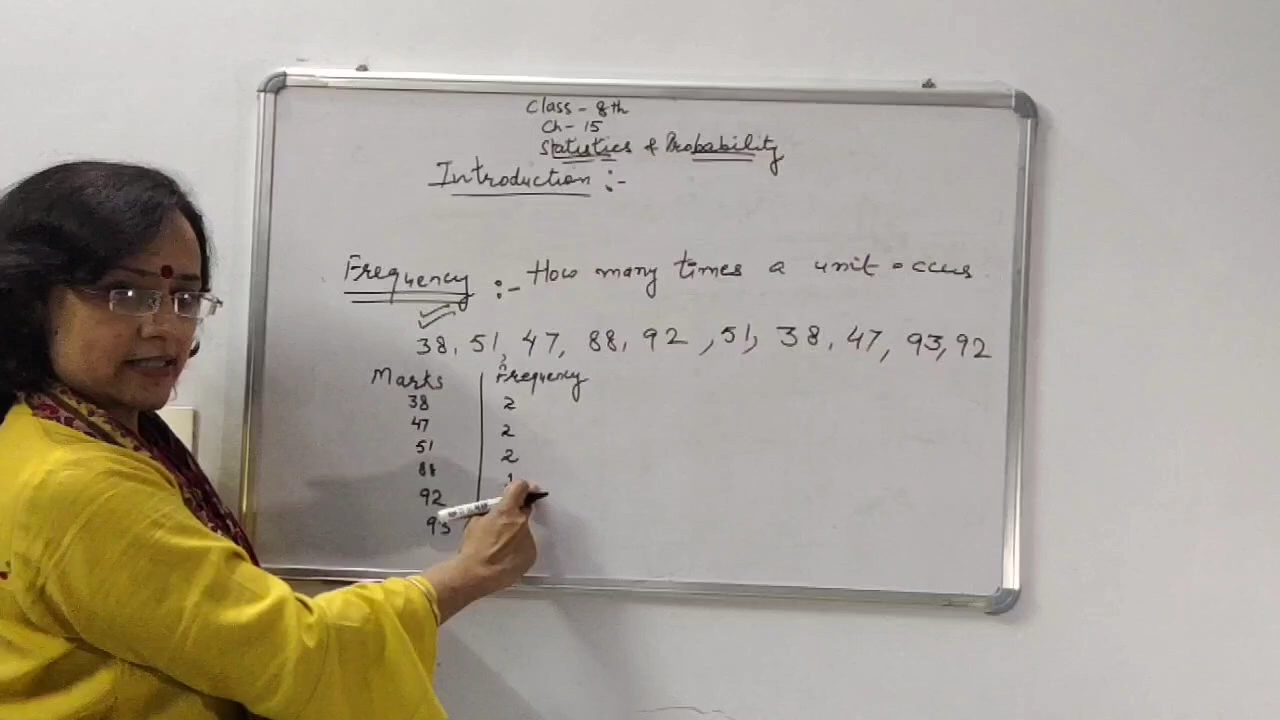 Class - 8th
Ch - 15
Statistics & Probability
Introduction :-
Frequency :- How many times a unit occus
38, 51, 47, 88, 92, 51, 38, 47, 93, 92
Marks Frequency
38 2
47 2
51 2
88 1
92
93